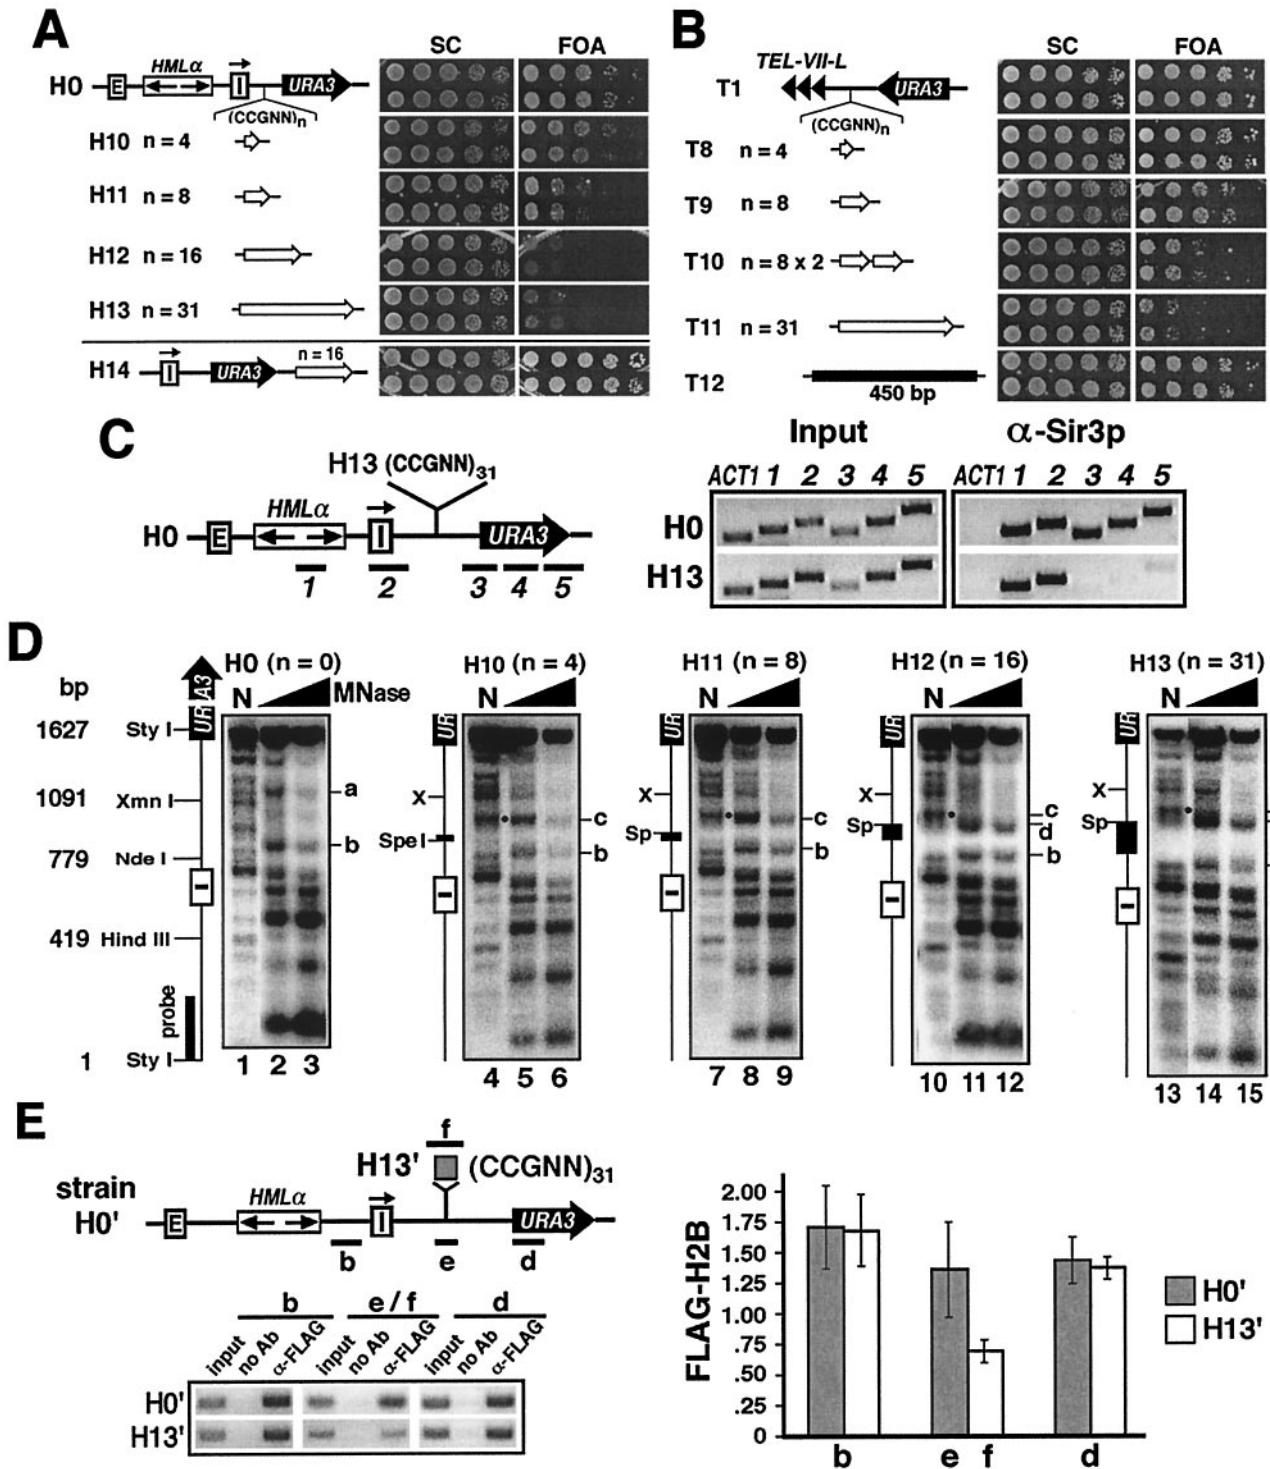 A
SC
FOA
HMLα
H0
E
I
URA3
(CCGNN)n
H10 n = 4
H11 n = 8
H12 n = 16
H13 n = 31
H14
I
URA3
n = 16
B
SC
FOA
TEL-VII-L
T1
URA3
(CCGNN)n
T8 n = 4
T9 n = 8
T10 n = 8 x 2
T11 n = 31
T12
450 bp
C
H13 (CCGNN)31
HMLα
H0
E
I
URA3
1 2 3 4 5
Input
α-Sir3p
ACT1 1 2 3 4 5
ACT1 1 2 3 4 5
H0
H13
D
H0 (n = 0)
H10 (n = 4)
H11 (n = 8)
H12 (n = 16)
H13 (n = 31)
bp
URA3
N
MNase
UR
N
UR
N
UR
N
UR
N
1627 Sty I
1091 Xmn I
779 Nde I
I
419 Hind III
probe
1 Sty I
a
b
X
Spe I
I
c
b
X
Sp
I
c
b
X
Sp
I
c
d
b
X
Sp
I
1 2 3
4 5 6
7 8 9
10 11 12
13 14 15
E
f
H13' (CCGNN)31
strain
H0'
HMLα
E
I
URA3
b e d
b
e / f
d
input no Ab α-FLAG input no Ab α-FLAG input no Ab α-FLAG
H0'
H13'
FLAG-H2B
2.00
1.75
1.50
1.25
1.00
.75
.50
.25
0
b e f d
H0'
H13'